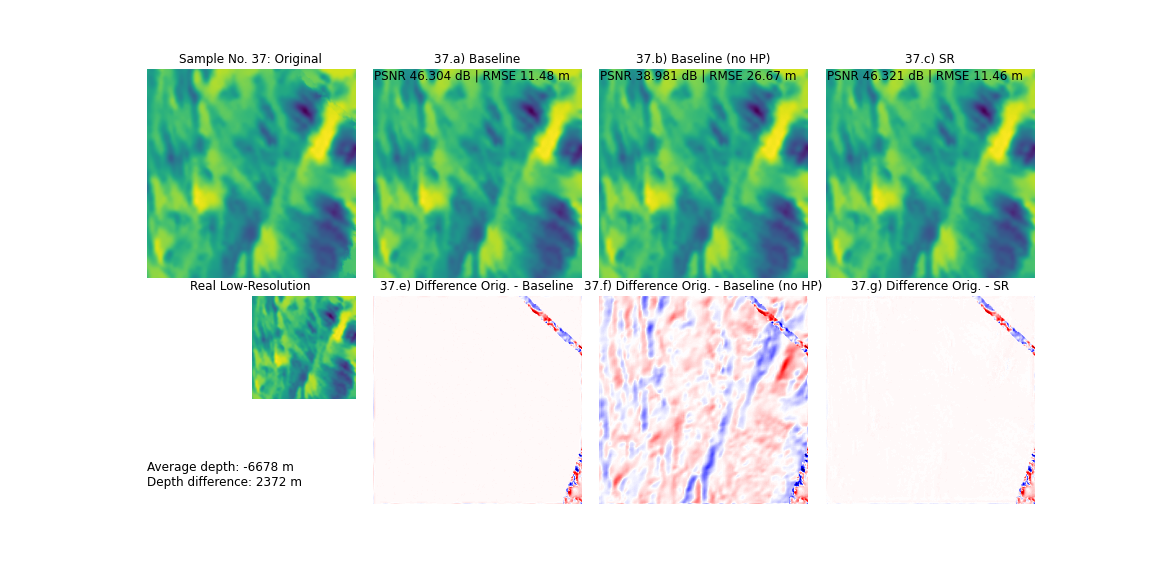 Sample No. 37: Original
37.a) Baseline
37.b) Baseline (no HP)
37.c) SR
PSNR 46.304 dB | RMSE 11.48 m
PSNR 38.981 dB | RMSE 26.67 m
PSNR 46.321 dB | RMSE 11.46 m
Real Low-Resolution
37.e) Difference Orig. - Baseline
37.f) Difference Orig. - Baseline (no HP)
37.g) Difference Orig. - SR
Average depth: -6678 m
Depth difference: 2372 m